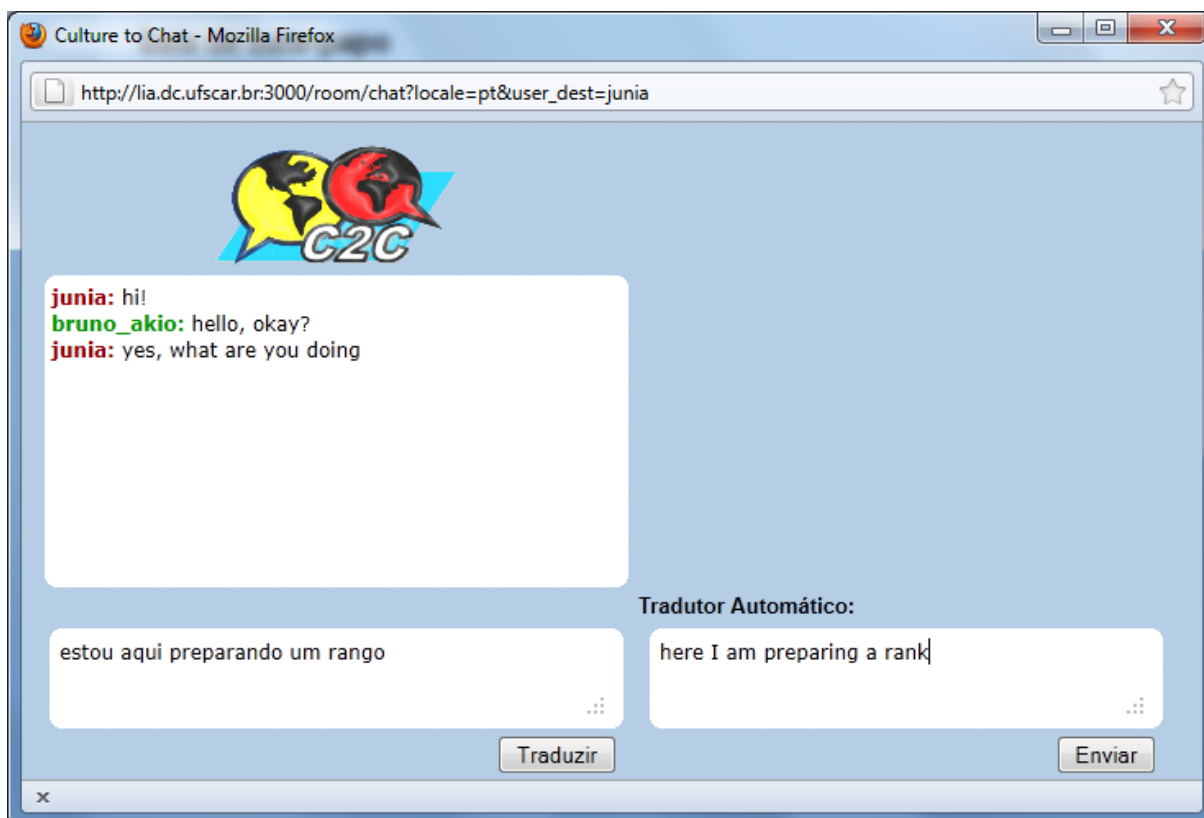 Culture to Chat - Mozilla Firefox
http://lia.dc.ufscar.br:3000/room/chat?locale=pt&user_dest=junia
C2C
junia: hi!
bruno_akio: hello, okay?
junia: yes, what are you doing
Tradutor Automático:
estou aqui preparando um rango
here I am preparing a rank
Traduzir
Enviar